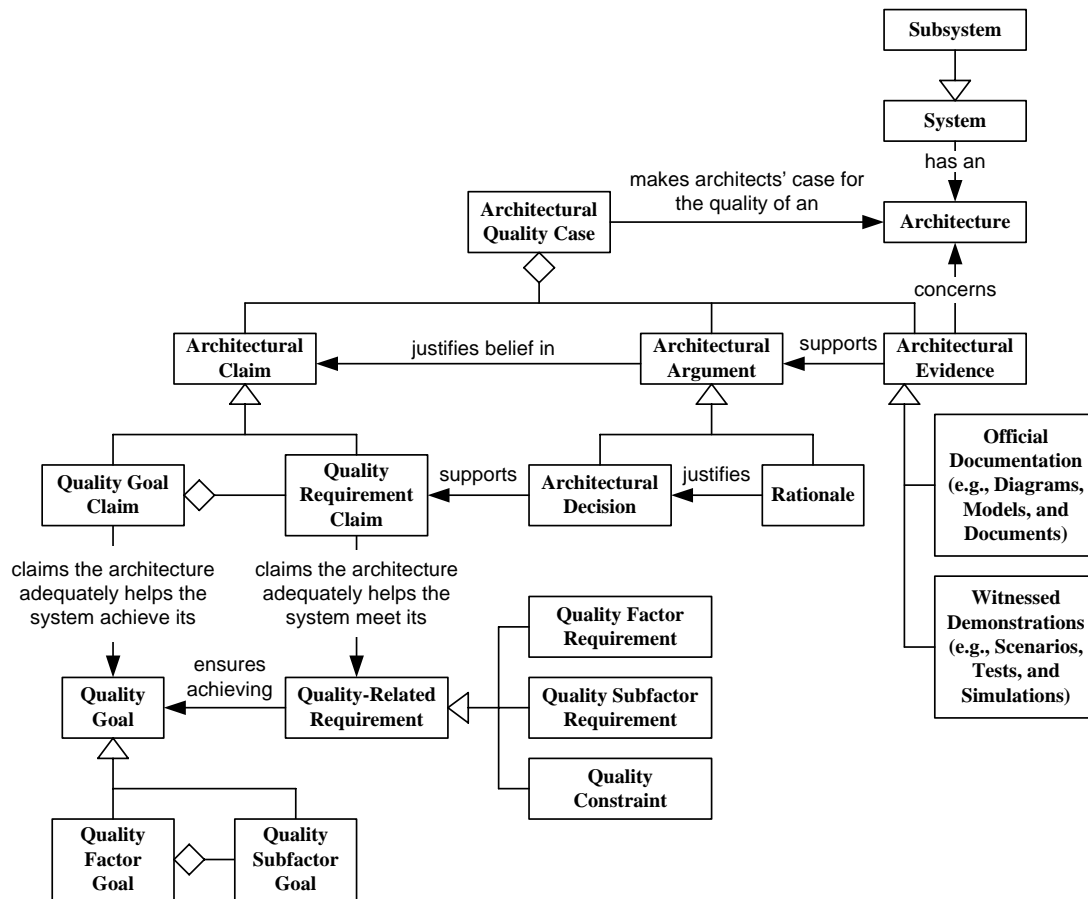 Subsystem
System
has an
makes architects' case for
the quality of an
Architectural
Quality Case
Architecture
concerns
Architectural
Claim
justifies belief in
Architectural
Argument
supports
Architectural
Evidence
Quality Goal
Claim
Quality
Requirement
Claim
supports
Architectural
Decision
justifies
Rationale
Official
Documentation
(e.g., Diagrams,
Models, and
Documents)
claims the architecture
adequately helps the
system achieve its
claims the architecture
adequately helps the
system meet its
Quality Factor
Requirement
Witnessed
Demonstrations
(e.g., Scenarios,
Tests, and
Simulations)
Quality
Goal
ensures
achieving
Quality-Related
Requirement
Quality Subfactor
Requirement
Quality
Constraint
Quality
Factor
Goal
Quality
Subfactor
Goal